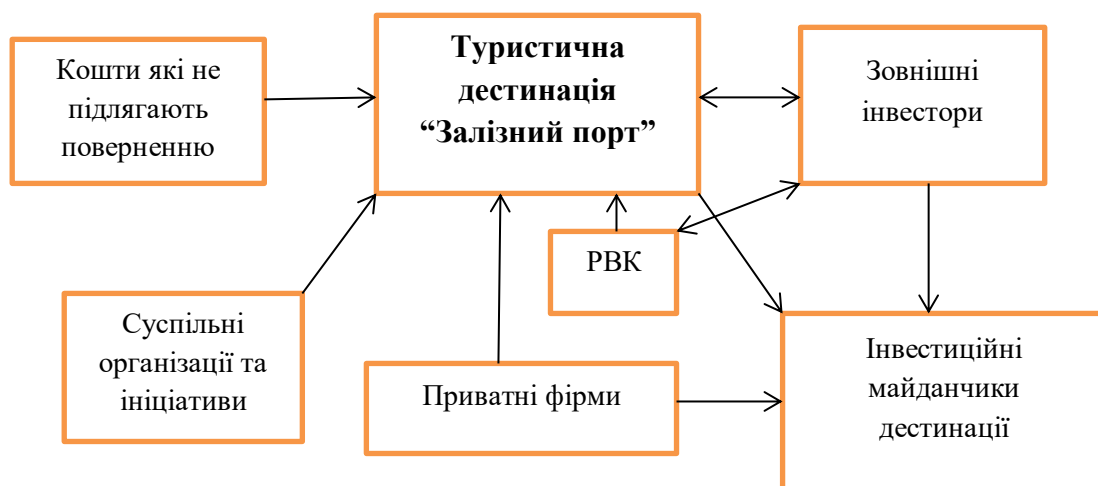 Кошти які не
підлягають
поверненню
Туристична
дестинація
“Залізний порт”
Зовнішні
інвестори
РВК
Суспільні
організації та
ініціативи
Приватні фірми
Інвестиційні
майданчики
дестинації